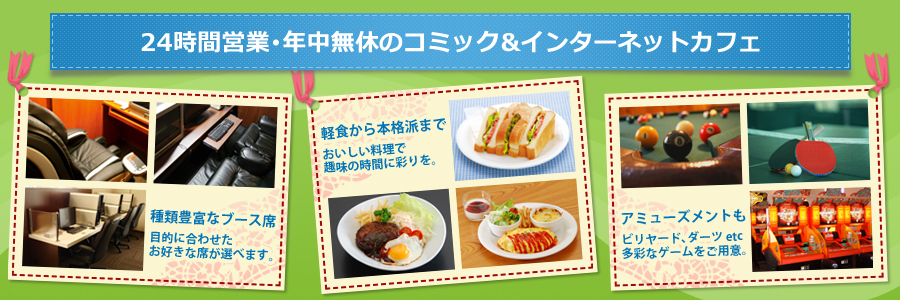 24時間営業・年中無休のコミック&インターネットカフェ
種類豊富なブース席
目的に合わせた
お好きな席が選べます。
軽食から本格派まで
おいしい料理で
趣味の時間に彩りを。
アミューズメントも
ビリヤード、ダーツ etc
多彩なゲームをご用意。